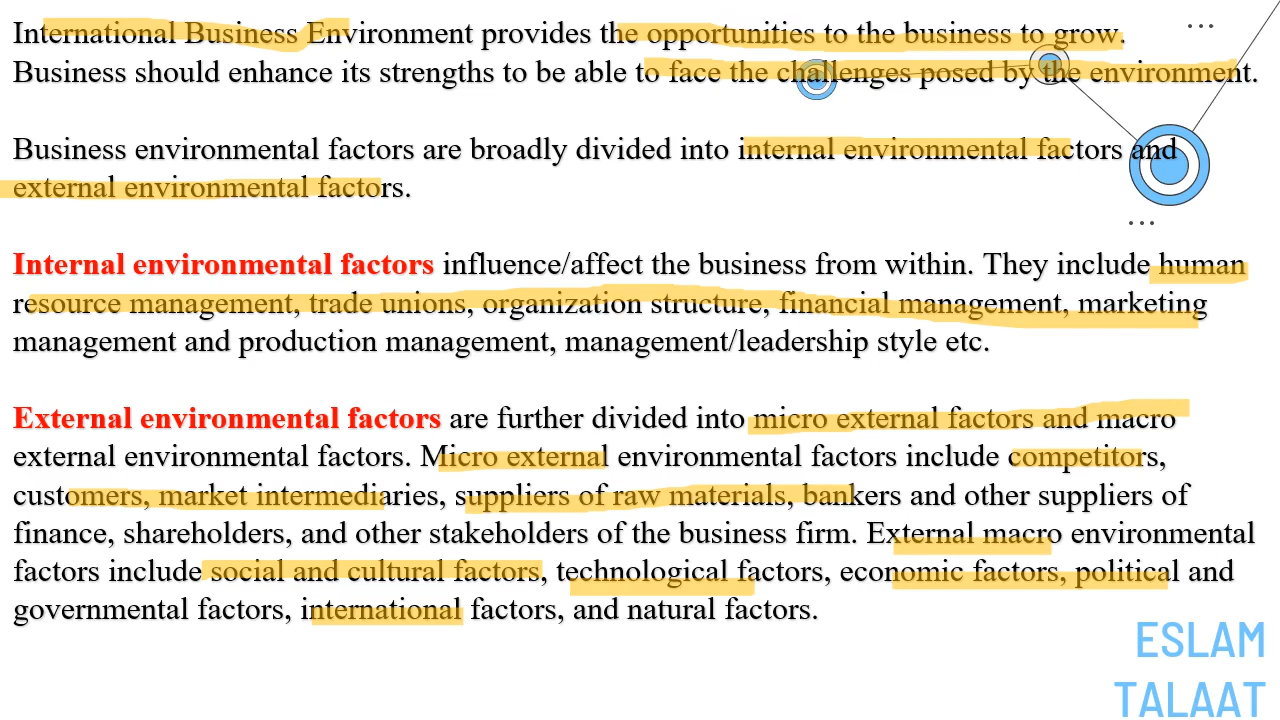 International Business Environment provides the opportunities to the business to grow.
Business should enhance its strengths to be able to face the challenges posed by the environment.
Business environmental factors are broadly divided into internal environmental factors and
external environmental factors.
Internal environmental factors influence/affect the business from within. They include human
resource management, trade unions, organization structure, financial management, marketing
management and production management, management/leadership style etc.
External environmental factors are further divided into micro external factors and macro
external environmental factors. Micro external environmental factors include competitors,
customers, market intermediaries, suppliers of raw materials, bankers and other suppliers of
finance, shareholders, and other stakeholders of the business firm. External macro environmental
factors include social and cultural factors, technological factors, economic factors, political and
governmental factors, international factors, and natural factors.
ESLAM
TALAAT